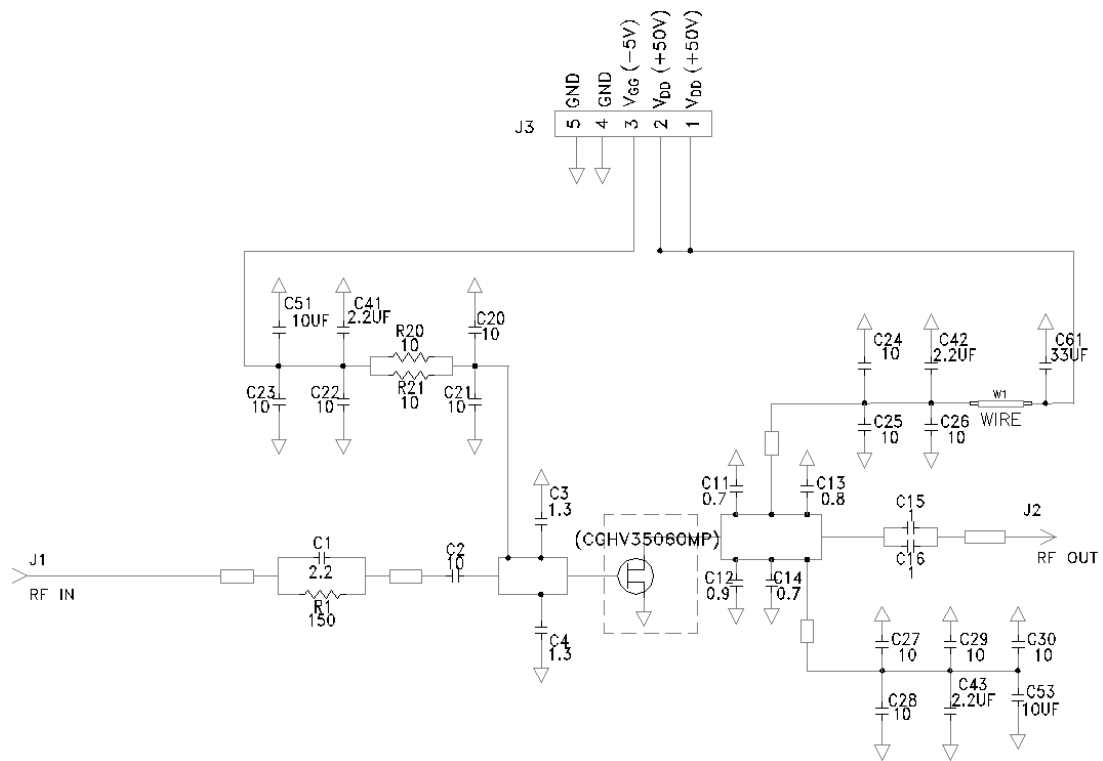 GND
GND
VGG (-5V)
VDD (+50V)
VDD (+50V)
J3
5
4
3
2
1
C51
10UF
C41
2.2UF
R20
10
C20
10
C23
10
C22
10
R21
10
C21
10
C24
10
C42
2.2UF
C61
33UF
W1
WIRE
C25
10
C26
10
C11
0.7
C13
0.8
C3
1.3
(CGHV35060MP)
C15
1
C16
1
J2
RF OUT
J1
RF IN
C1
2.2
R1
150
C2
10
C12
0.9
C14
0.7
C4
1.3
C27
10
C29
10
C30
10
C28
10
C43
2.2UF
C53
10UF